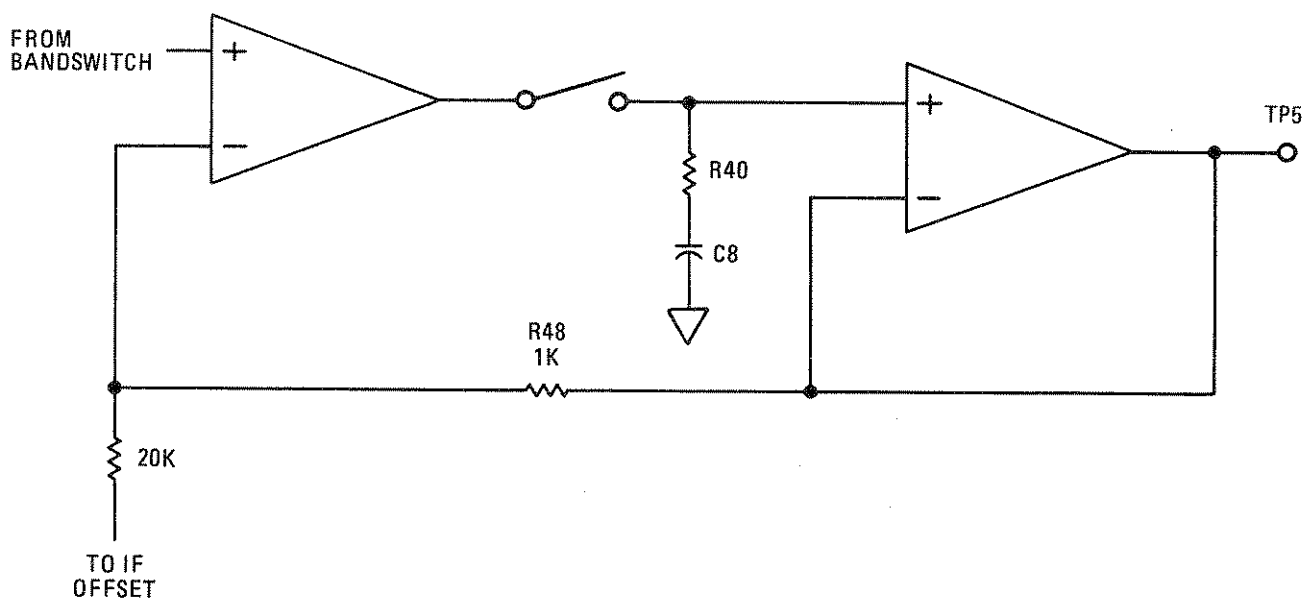 FROM
BANDSWITCH
+
−
+
−
TP5
R40
C8
R48
1K
20K
TO IF
OFFSET